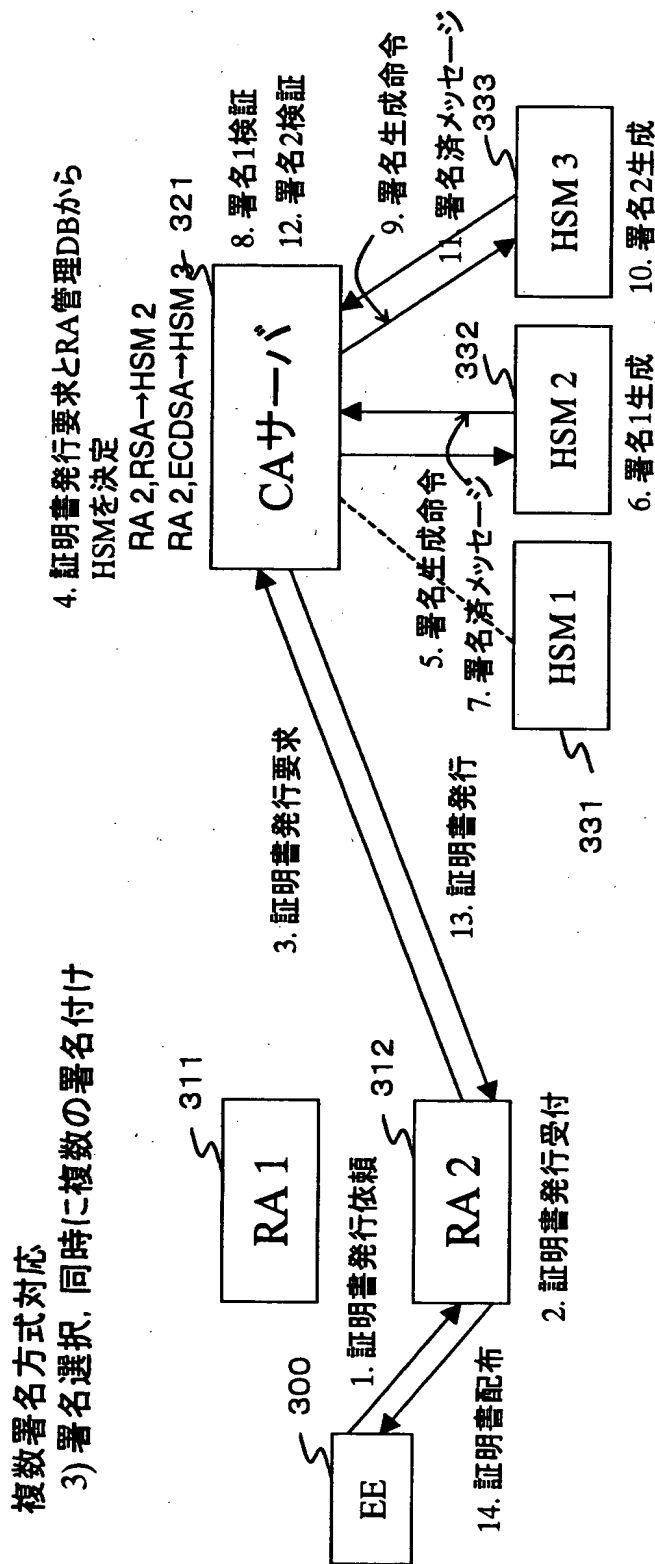 複数署名方式対応
3) 署名選択, 同時に複数の署名付け
4. 証明書発行要求とRA管理DBから
HSMを決定
RA 2,RSA→HSM 2
RA 2,ECDSA→HSM 3
321
CAサーバ
8. 署名1検証
12. 署名2検証
311
RA 1
3. 証明書発行要求
300
EE
1. 証明書発行依頼
312
RA 2
2. 証明書発行受付
14. 証明書配布
13. 証明書発行
5. 署名生成命令
7. 署名済メッセージ
9. 署名生成命令
11. 署名済メッセージ
331
HSM 1
332
HSM 2
6. 署名1生成
333
HSM 3
10. 署名2生成